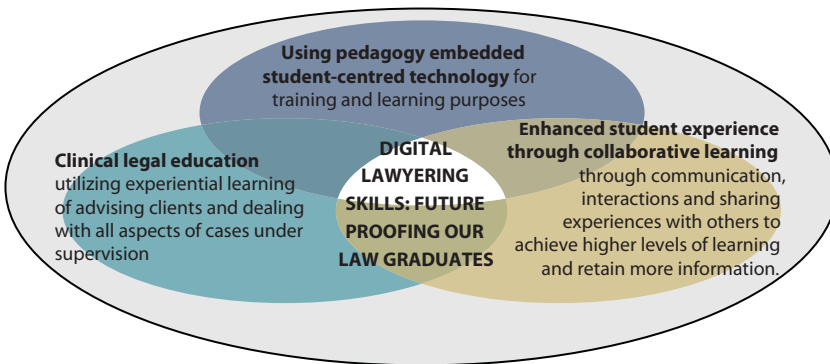 Using pedagogy embedded
student-centred technology for
training and learning purposes
Clinical legal education
utilizing experiential learning
of advising clients and dealing
with all aspects of cases under
supervision
DIGITAL
LAWYERING
SKILLS: FUTURE
PROOFING OUR
LAW GRADUATES
Enhanced student experience
through collaborative learning
through communication,
interactions and sharing
experiences with others to
achieve higher levels of learning
and retain more information.